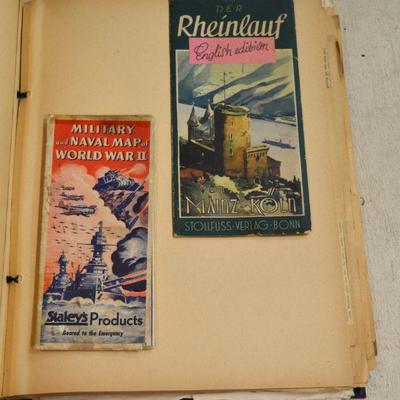 DER
Rheinlauf
English edition
VON
MAINZ-KÖLN
STOLLFUSS-VERLAG-BONN
MILITARY
and NAVAL MAP of
WORLD WAR II
Staley's Products
Geared to the Emergency